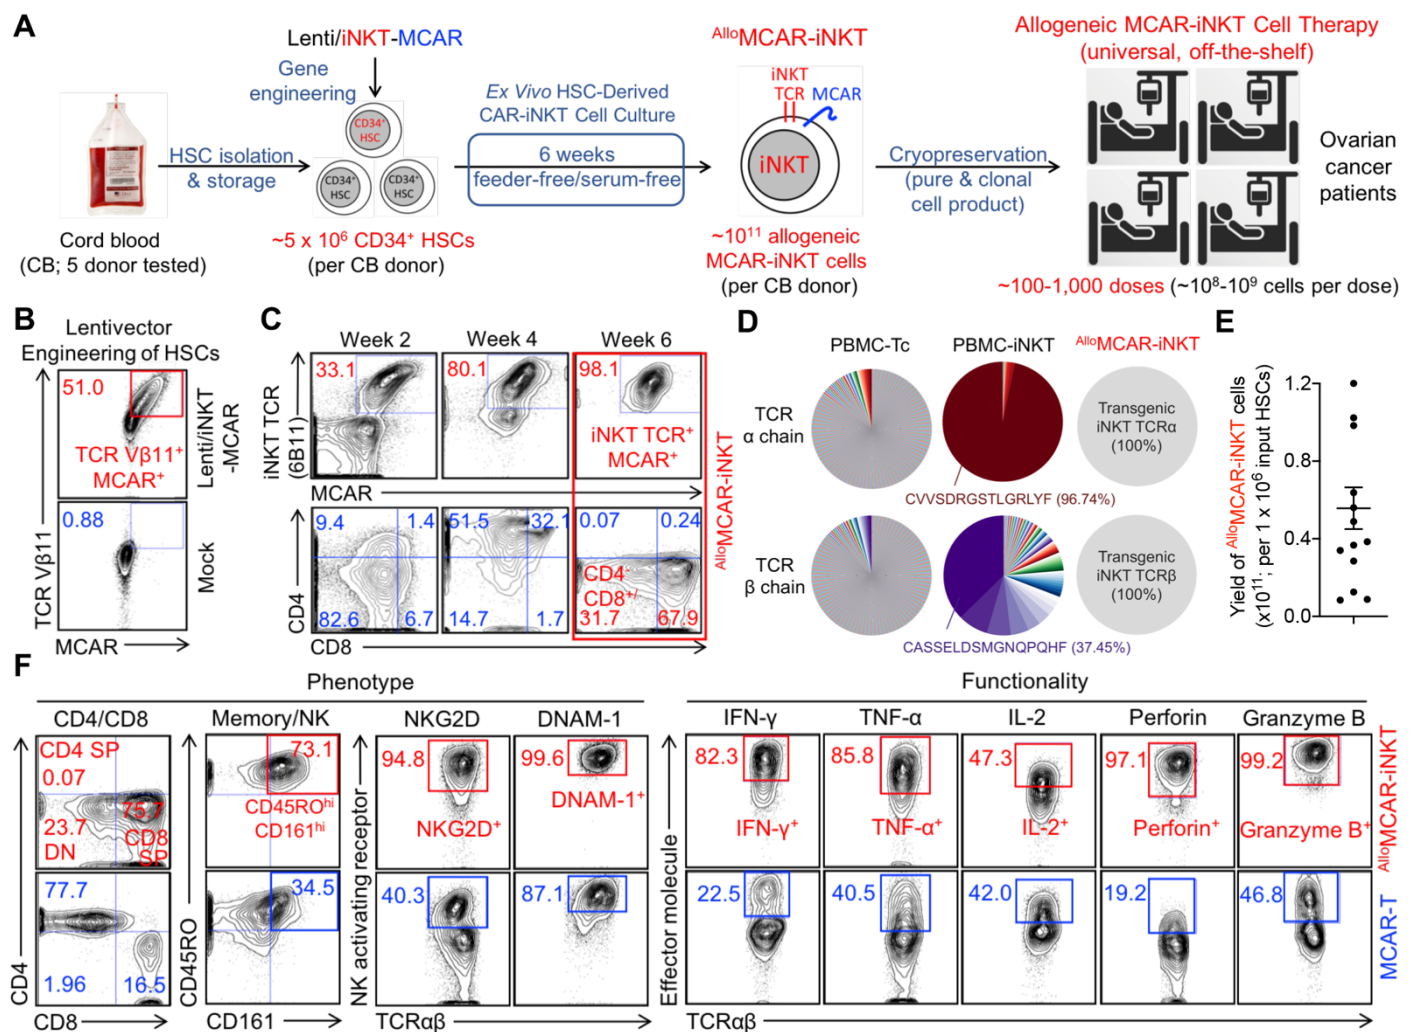 A
Lenti/iNKT-MCAR
Gene
engineering
HSC isolation
& storage
Cord blood
(CB; 5 donor tested)
CD34⁺
HSC
CD34⁺
HSC
CD34⁺
HSC
~5 x 10⁶ CD34⁺ HSCs
(per CB donor)
Ex Vivo HSC-Derived
CAR-iNKT Cell Culture
6 weeks
feeder-free/serum-free
AlloMCAR-iNKT
iNKT
TCR
MCAR
iNKT
~10¹¹ allogeneic
MCAR-iNKT cells
(per CB donor)
Cryopreservation
(pure & clonal
cell product)
Allogeneic MCAR-iNKT Cell Therapy
(universal, off-the-shelf)
Ovarian
cancer
patients
~100-1,000 doses (~10⁸-10⁹ cells per dose)
B
Lentivector
Engineering of HSCs
51.0
TCR Vβ11⁺
MCAR⁺
Lenti/iNKT
-MCAR
0.88
Mock
TCR Vβ11
MCAR
C
Week 2
Week 4
Week 6
33.1
80.1
98.1
iNKT TCR⁺
MCAR⁺
iNKT TCR
(6B11)
MCAR
9.4
1.4
51.5
32.1
0.07
0.24
CD4⁻
CD8⁺/⁻
82.6
6.7
14.7
1.7
31.7
67.9
CD4
CD8
AlloMCAR-iNKT
D
PBMC-Tc
PBMC-iNKT
AlloMCAR-iNKT
TCR
α chain
Transgenic
iNKT TCRα
(100%)
CVVSDRGSTLGRLYF (96.74%)
TCR
β chain
Transgenic
iNKT TCRβ
(100%)
CASSELDSMGNQPQHF (37.45%)
E
Yield of AlloMCAR-iNKT cells
(x10¹¹; per 1 x 10⁶ input HSCs)
1.2
0.8
0.4
0.0
F
Phenotype
Functionality
CD4/CD8
Memory/NK
NKG2D
DNAM-1
IFN-γ
TNF-α
IL-2
Perforin
Granzyme B
CD4 SP
0.07
23.7
DN
75.7
CD8
SP
73.1
CD45ROʰⁱ
CD161ʰⁱ
94.8
NKG2D⁺
99.6
DNAM-1⁺
82.3
IFN-γ⁺
85.8
TNF-α⁺
47.3
IL-2⁺
97.1
Perforin⁺
99.2
Granzyme B⁺
AlloMCAR-iNKT
77.7
1.96
16.5
34.5
40.3
87.1
22.5
40.5
42.0
19.2
46.8
MCAR-T
CD4
CD8
CD45RO
CD161
NK activating receptor
TCRαβ
Effector molecule
TCRαβ